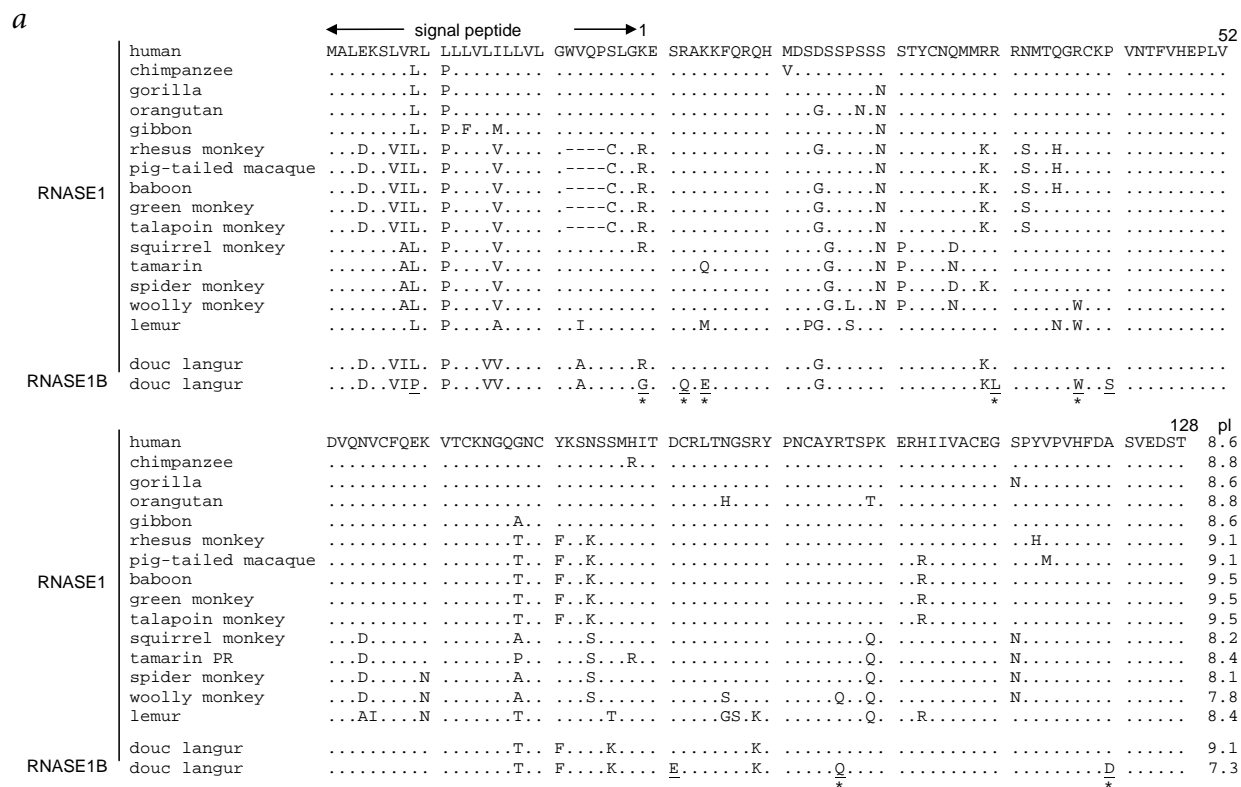 a
signal peptide 1
52
human MALEKSLVRL LLLVLILLVL GWVQPSLGKE SRAKKFQRQH MDSDSSPSSS STYCNQMMRR RNMTQGRCKP VNTFVHEPLV
chimpanzee ........L. P......... .......... .......... V......... .......... .......... ..........
gorilla ........L. P......... .......... .......... .........N .......... .......... ..........
orangutan ........L. P......... .......... .......... ...G...N.N .......... .......... ..........
gibbon ........L. P.F..M.... .......... .......... .........N .......... .......... ..........
rhesus monkey ...D..VIL. P....V.... .----C..R. .......... ...G.....N ........K. .S..H..... ..........
pig-tailed macaque ...D..VIL. P....V.... .----C..R. .......... .........N ........K. .S..H..... ..........
RNASE1 baboon ...D..VIL. P....V.... .----C..R. .......... ...G.....N ........K. .S..H..... ..........
green monkey ...D..VIL. P....V.... .----C..R. .......... ...G.....N ........K. .S........ ..........
talapoin monkey ...D..VIL. P....V.... .----C..R. .......... ...G.....N ........K. .S........ ..........
squirrel monkey .......AL. P....V.... ........R. .......... ....G....N P....D.... .......... ..........
tamarin .......AL. P....V.... .......... ...Q...... ....G....N P....N.... .......... ..........
spider monkey .......AL. P....V.... .......... .......... ....G....N P....D..K. .......... ..........
woolly monkey .......AL. P....V.... .......... .......... ....G.L..N P....N.... ......W... ..........
lemur ........L. P....A.... ..I....... ...M...... ..PG..S... .......... ....N.W... ..........
douc langur ...D..VIL. P...VV.... ..A.....R. .......... ...G...... ........K. .......... ..........
RNASE1B douc langur ...D..VIP. P...VV.... ..A.....G. .Q.E...... ...G...... ........KL ......W..S ..........
* * * * *
128 pI
human DVQNVCFQEK VTCKNGQGNC YKSNSSMHIT DCRLTNGSRY PNCAYRTSPK ERHIIVACEG SPYVPVHFDA SVEDST 8.6
chimpanzee .......... .......... .......R.. .......... .......... .......... .......... ...... 8.8
gorilla .......... .......... .......... .......... .......... .......... N......... ...... 8.6
orangutan .......... .......... .......... .....H.... ........T. .......... .......... ...... 8.8
gibbon .......... .......A.. .......... .......... .......... .......... .......... ...... 8.6
rhesus monkey .......... .......T.. F..K...... .......... .......... .......... ..H....... ...... 9.1
pig-tailed macaque .......... .......T.. F..K...... .......... .......... ..R....... ...M...... ...... 9.1
RNASE1 baboon .......... .......T.. F..K...... .......... .......... ..R....... .......... ...... 9.5
green monkey .......... .......T.. F..K...... .......... .......... ..R....... .......... ...... 9.5
talapoin monkey .......... .......T.. F..K...... .......... .......... ..R....... .......... ...... 9.5
squirrel monkey ...D...... .......A.. ...S...... .......... ........Q. .......... N......... ...... 8.2
tamarin PR ...D...... .......P.. ...S...R.. .......... ........Q. .......... N......... ...... 8.4
spider monkey ...D.....N .......A.. ...S...... .......... ........Q. .......... N......... ...... 8.1
woolly monkey ...D.....N .......A.. ...S...... .....S.... .....Q..Q. .......... N......... ...... 7.8
lemur ...AI....N .......T.. .....T.... .....GS.K. ........Q. ..R....... .......... ...... 8.4
douc langur .......... .......T.. F....K.... ........K. .......... .......... .......... ...... 9.1
RNASE1B douc langur .......... .......T.. F....K.... E.......K. .....Q.... .......... .........D ...... 7.3
* *